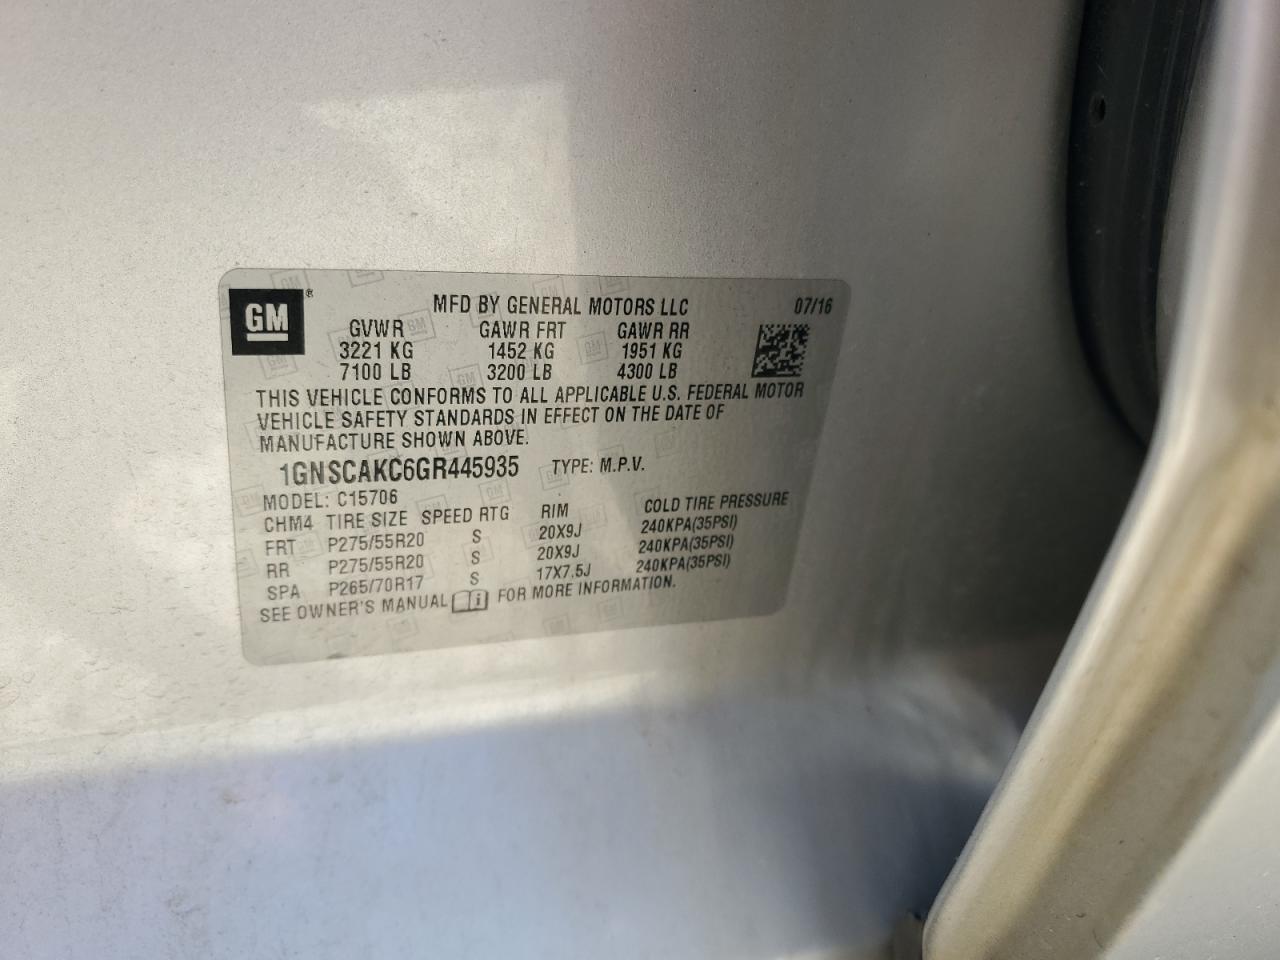 GM ® MFD BY GENERAL MOTORS LLC 07/16
GVWR GAWR FRT GAWR RR
3221 KG 1452 KG 1951 KG
7100 LB 3200 LB 4300 LB
THIS VEHICLE CONFORMS TO ALL APPLICABLE U.S. FEDERAL MOTOR
VEHICLE SAFETY STANDARDS IN EFFECT ON THE DATE OF
MANUFACTURE SHOWN ABOVE.
1GNSCAKC6GR445935 TYPE: M.P.V.
MODEL: C15706
CHM4 TIRE SIZE SPEED RTG RIM COLD TIRE PRESSURE
FRT P275/55R20 S 20X9J 240KPA(35PSI)
RR P275/55R20 S 20X9J 240KPA(35PSI)
SPA P265/70R17 S 17X7.5J 240KPA(35PSI)
SEE OWNER'S MANUAL i FOR MORE INFORMATION.